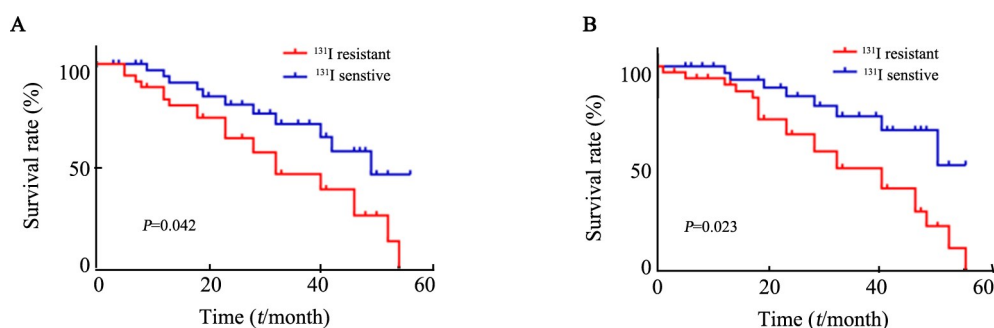 A
¹³¹I resistant
¹³¹I senstive
100
50
0
Survival rate (%)
P=0.042
0 20 40 60
Time (t/month)
B
¹³¹I resistant
¹³¹I senstive
100
50
0
Survival rate (%)
P=0.023
0 20 40 60
Time (t/month)